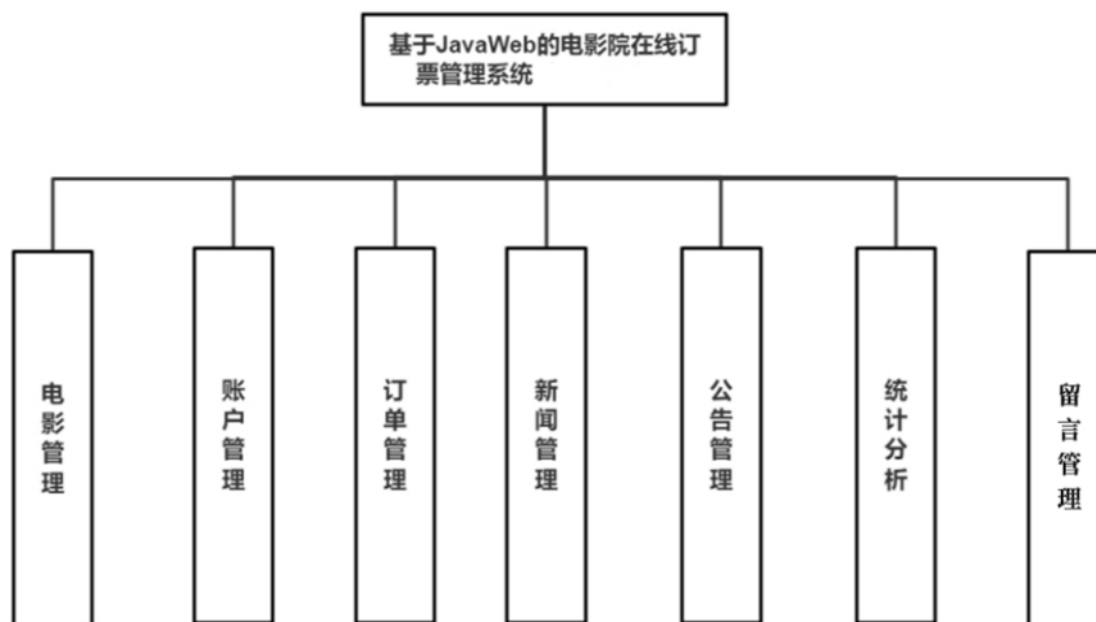 基于JavaWeb的电影院在线订
票管理系统
电影管理
账户管理
订单管理
新闻管理
公告管理
统计分析
留言管理